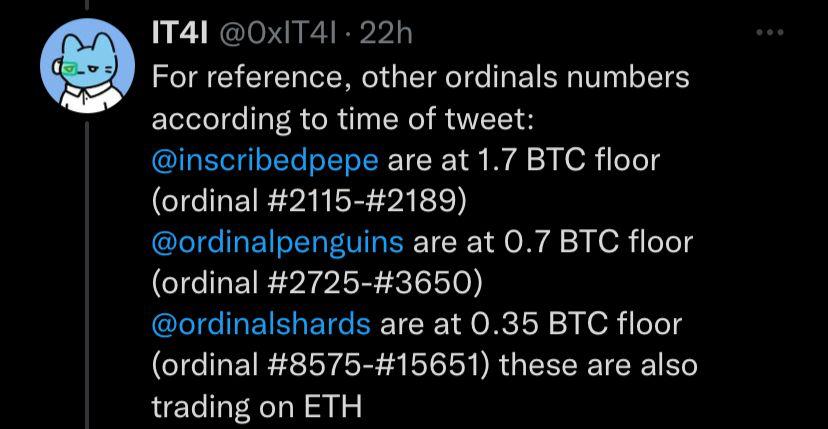 IT4I @0xIT4I · 22h
For reference, other ordinals numbers
according to time of tweet:
@inscribedpepe are at 1.7 BTC floor
(ordinal #2115-#2189)
@ordinalpenguins are at 0.7 BTC floor
(ordinal #2725-#3650)
@ordinalshards are at 0.35 BTC floor
(ordinal #8575-#15651) these are also
trading on ETH